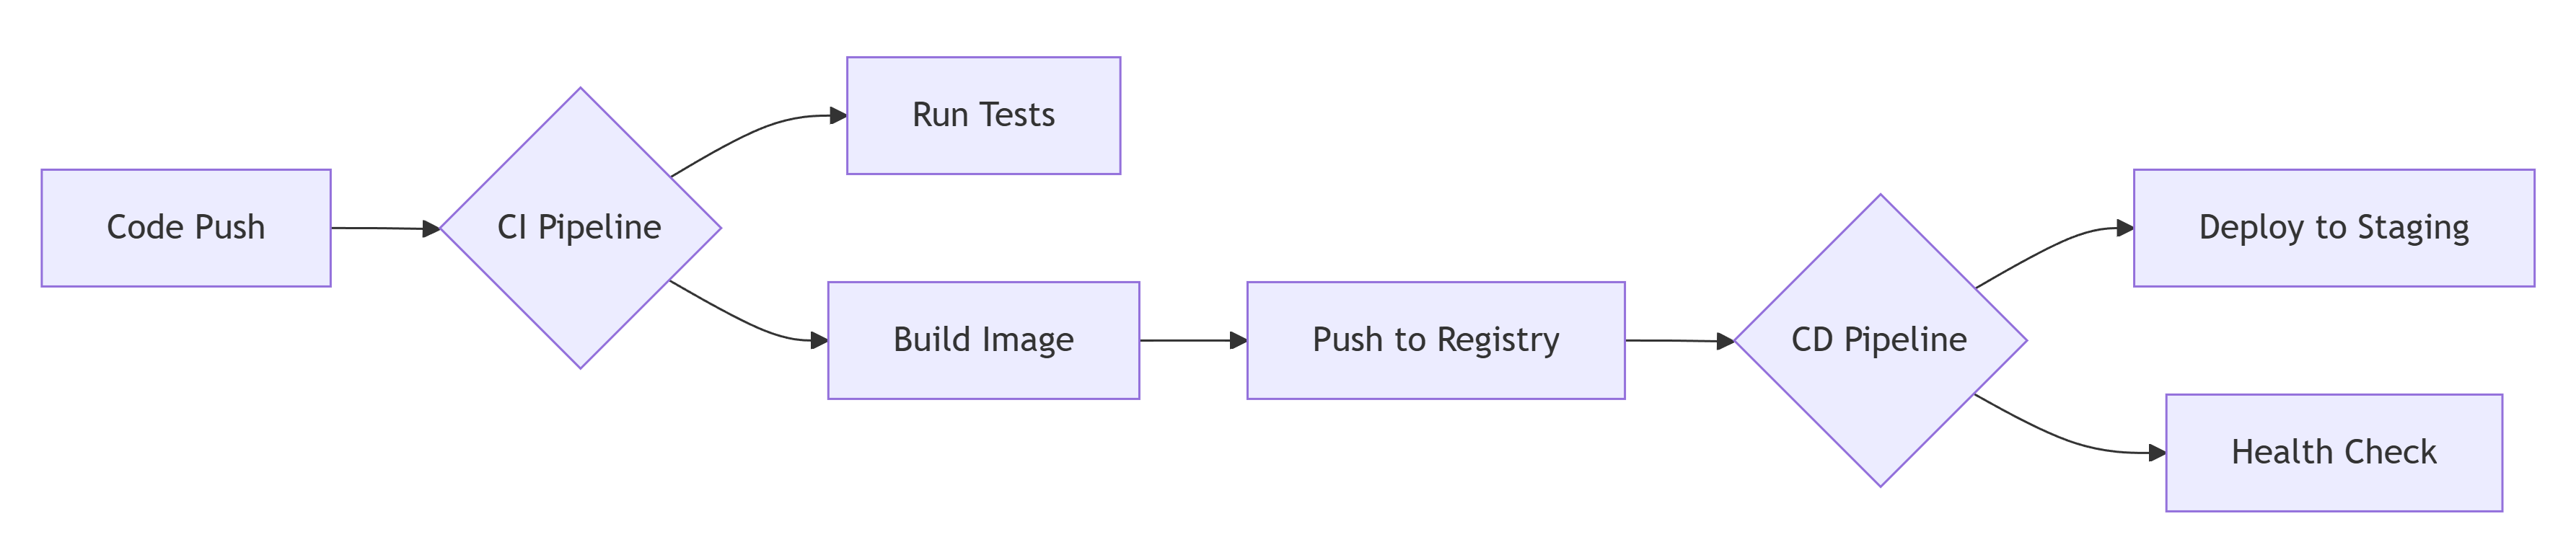 Code Push
CI Pipeline
Run Tests
Build Image
Push to Registry
CD Pipeline
Deploy to Staging
Health Check